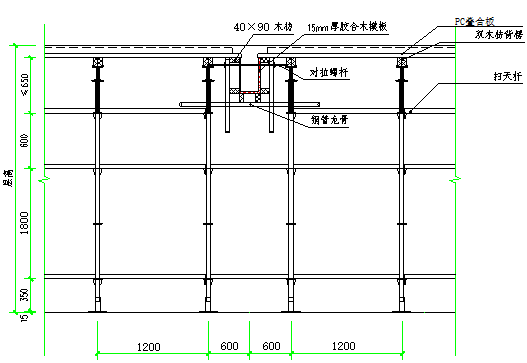 40×90 木枋
15mm厚胶合木模板
PC叠合板
双木枋背楞
对拉螺杆
扫天杆
钢管龙骨
≤650
600
层高
1800
350
15
1200
600
600
1200